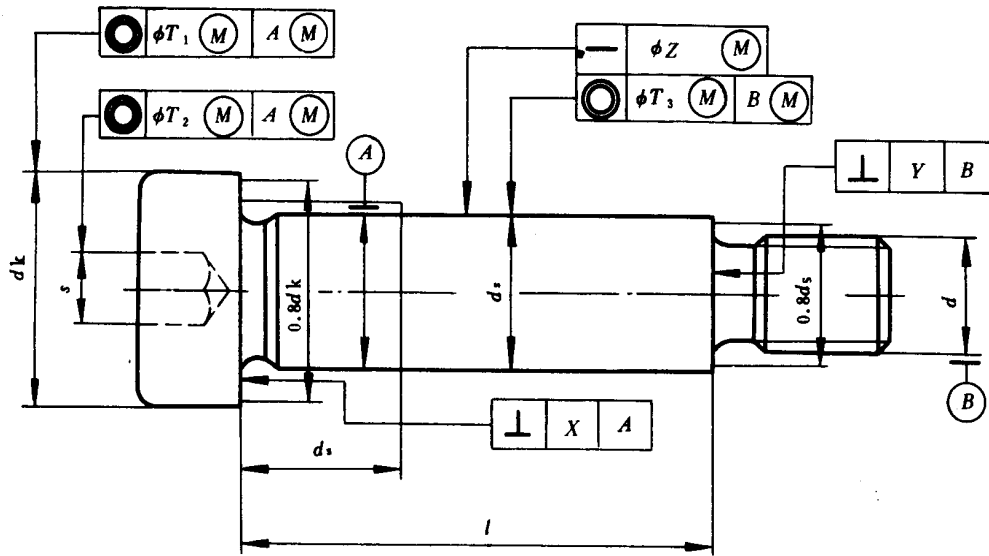 ϕT₁ Ⓜ A Ⓜ
ϕT₂ Ⓜ A Ⓜ
ϕZ Ⓜ
ϕT₃ Ⓜ B Ⓜ
A
⊥ Y B
dk
s
0.8dk
ds
0.8ds
d
B
⊥ X A
ds
l